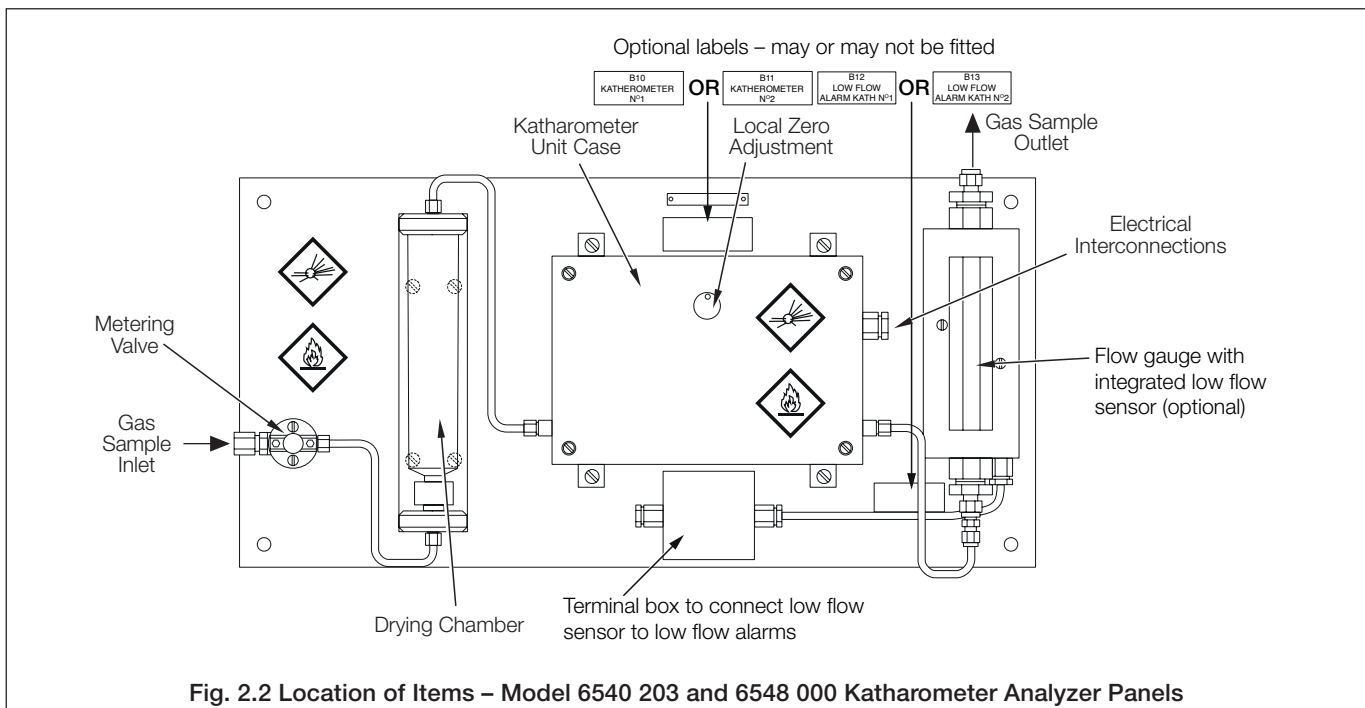 Optional labels – may or may not be fitted
B10
KATHEROMETER
Nº1
OR
B11
KATHEROMETER
Nº2
B12
LOW FLOW
ALARM KATH Nº1
OR
B13
LOW FLOW
ALARM KATH Nº2
Katharometer
Unit Case
Local Zero
Adjustment
Gas Sample
Outlet
Electrical
Interconnections
Metering
Valve
Flow gauge with
integrated low flow
sensor (optional)
Gas
Sample
Inlet
Drying Chamber
Terminal box to connect low flow
sensor to low flow alarms
Fig. 2.2 Location of Items – Model 6540 203 and 6548 000 Katharometer Analyzer Panels